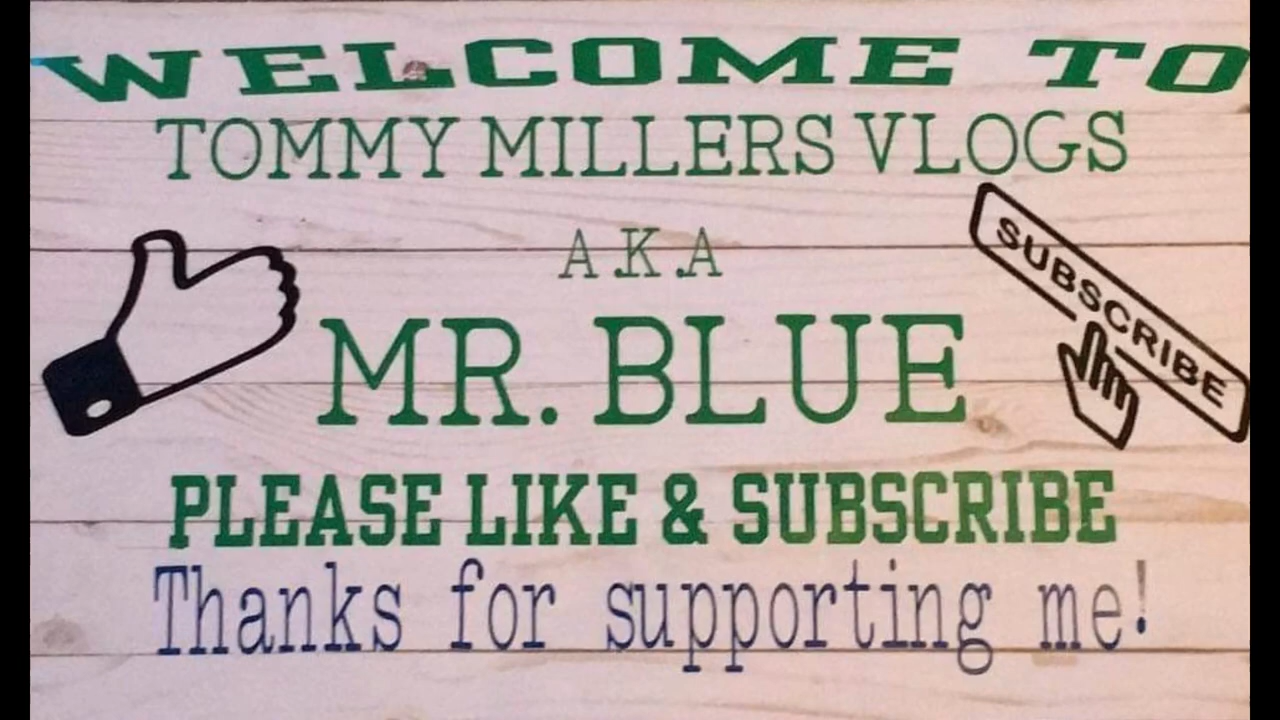 WELCOME TO
TOMMY MILLERS VLOGS
A.K.A
MR. BLUE
SUBSCRIBE
PLEASE LIKE & SUBSCRIBE
Thanks for supporting me!